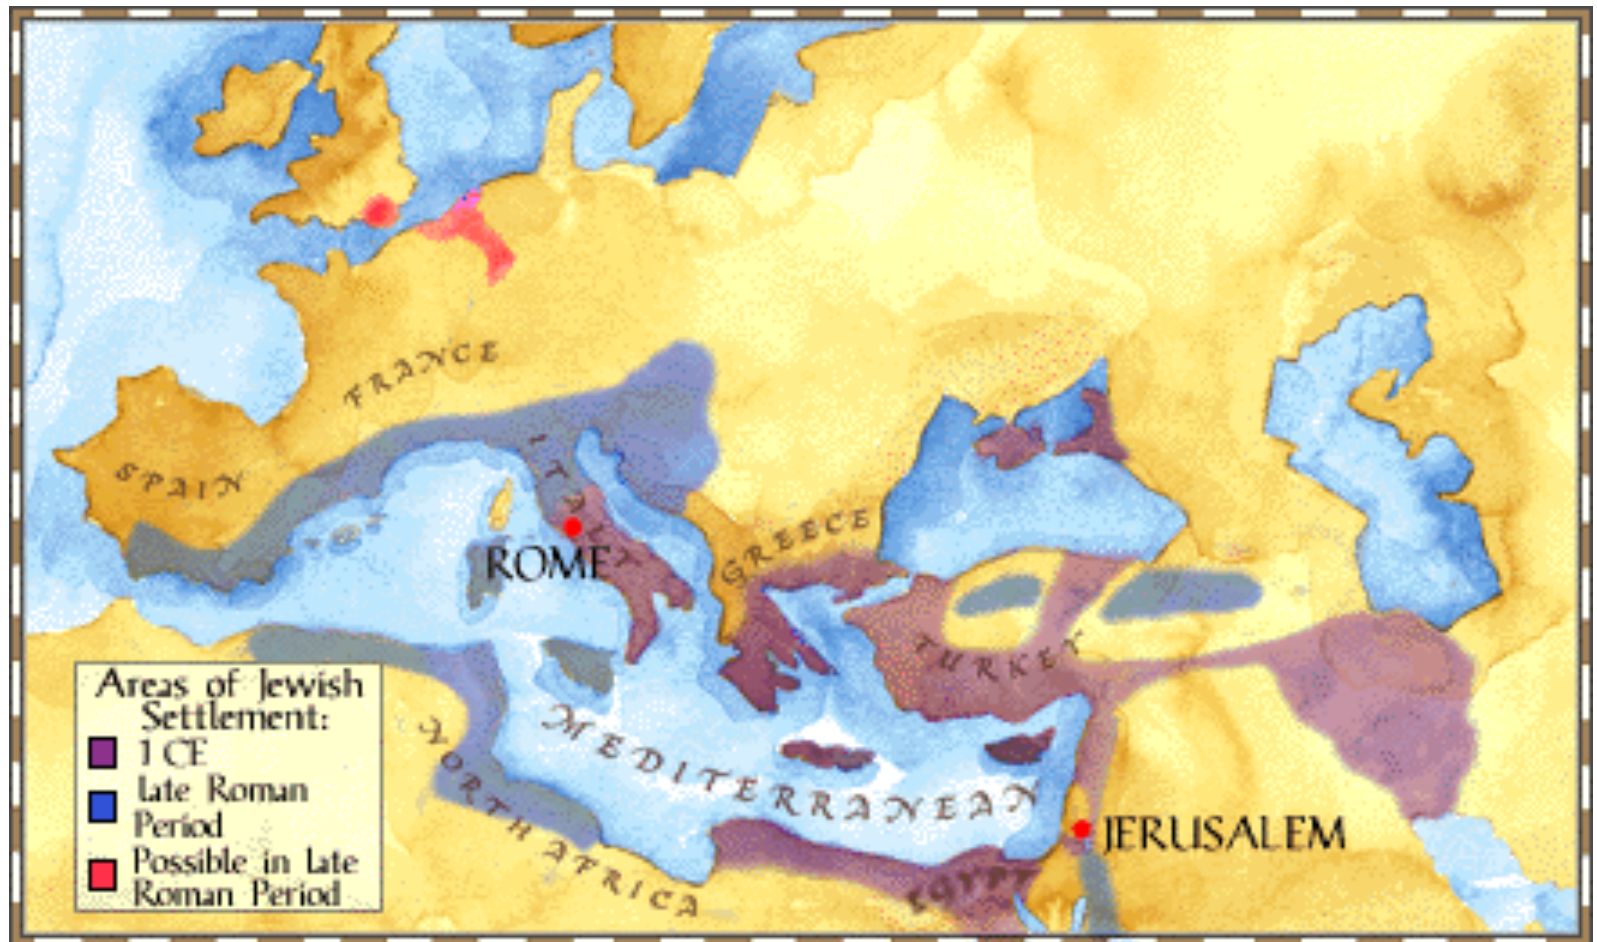 FRANCE
SPAIN
ITALY
ROME
GREECE
TURKEY
MEDITERRANEAN
NORTH AFRICA
EGYPT
JERUSALEM
Areas of Jewish
Settlement:
1 CE
late Roman
Period
Possible in late
Roman Period